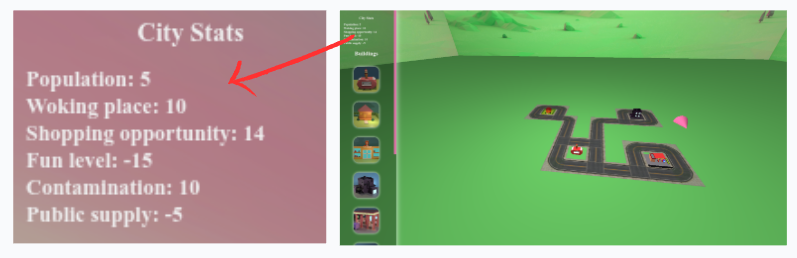 City Stats
Population: 5
Woking place: 10
Shopping opportunity: 14
Fun level: -15
Contamination: 10
Public supply: -5
City Stats
Buildings